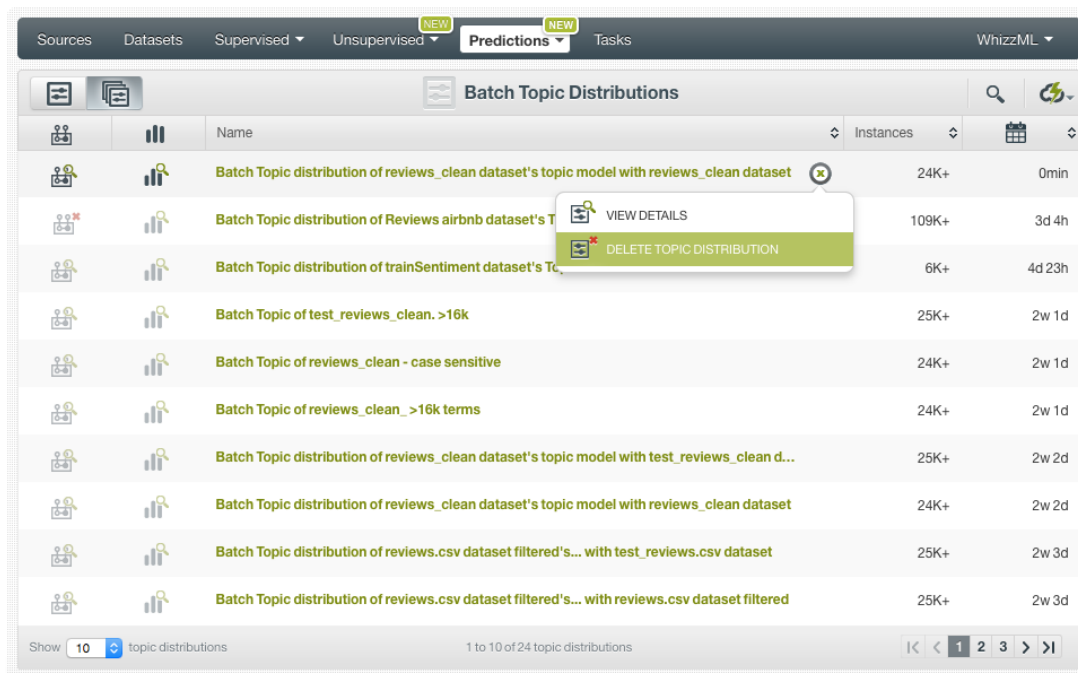 NEW NEW
Sources Datasets Supervised Unsupervised Predictions Tasks WhizzML
Batch Topic Distributions
Name Instances
Batch Topic distribution of reviews_clean dataset's topic model with reviews_clean dataset 24K+ 0min
VIEW DETAILS
Batch Topic distribution of Reviews airbnb dataset's T 109K+ 3d 4h
DELETE TOPIC DISTRIBUTION
Batch Topic distribution of trainSentiment dataset's To 6K+ 4d 23h
Batch Topic of test_reviews_clean. >16k 25K+ 2w 1d
Batch Topic of reviews_clean - case sensitive 24K+ 2w 1d
Batch Topic of reviews_clean_ >16k terms 24K+ 2w 1d
Batch Topic distribution of reviews_clean dataset's topic model with test_reviews_clean d... 25K+ 2w 2d
Batch Topic distribution of reviews_clean dataset's topic model with reviews_clean dataset 24K+ 2w 2d
Batch Topic distribution of reviews.csv dataset filtered's... with test_reviews.csv dataset 25K+ 2w 3d
Batch Topic distribution of reviews.csv dataset filtered's... with reviews.csv dataset filtered 25K+ 2w 3d
Show 10 topic distributions 1 to 10 of 24 topic distributions 1 2 3